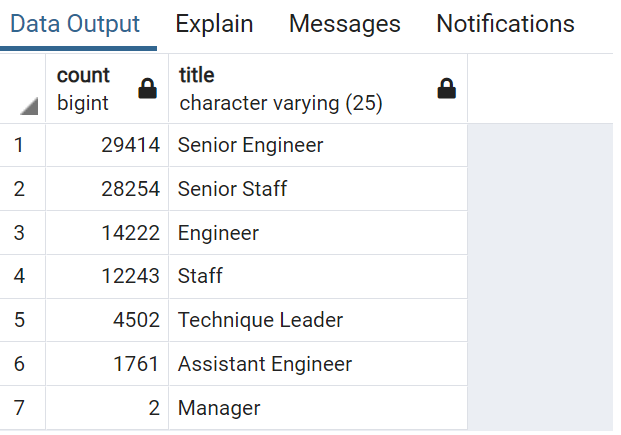 Data Output Explain Messages Notifications
count title
bigint character varying (25)
1 29414 Senior Engineer
2 28254 Senior Staff
3 14222 Engineer
4 12243 Staff
5 4502 Technique Leader
6 1761 Assistant Engineer
7 2 Manager